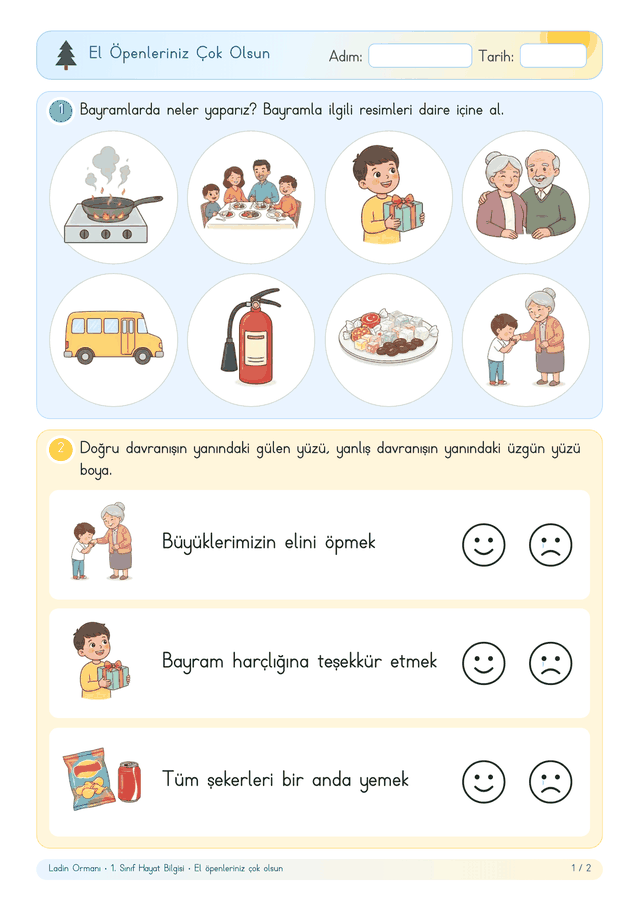 El Öpenleriniz Çok Olsun
Adım:
Tarih:
1 Bayramlarda neler yaparız? Bayramla ilgili resimleri daire içine al.
2 Doğru davranışın yanındaki gülen yüzü, yanlış davranışın yanındaki üzgün yüzü
boya.
Büyüklerimizin elini öpmek
Bayram harçlığına teşekkür etmek
Tüm şekerleri bir anda yemek
Ladin Ormanı • 1. Sınıf Hayat Bilgisi • El öpenleriniz çok olsun
1 / 2